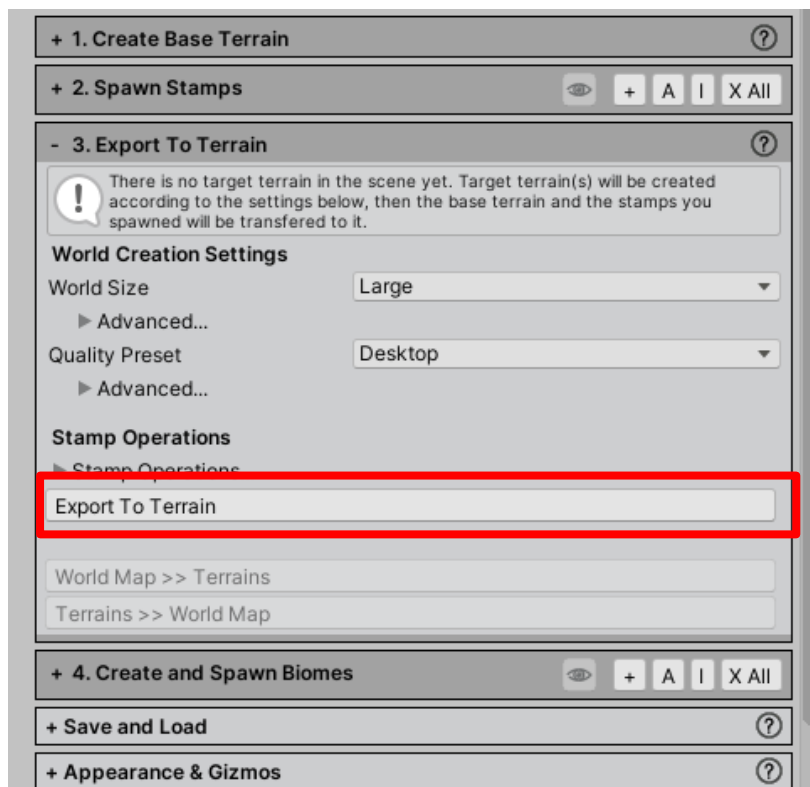 + 1. Create Base Terrain ?
+ 2. Spawn Stamps + A I X All
- 3. Export To Terrain ?
! There is no target terrain in the scene yet. Target terrain(s) will be created
according to the settings below, then the base terrain and the stamps you
spawned will be transfered to it.
World Creation Settings
World Size Large
Advanced...
Quality Preset Desktop
Advanced...
Stamp Operations
Stamp Operations
Export To Terrain
World Map >> Terrains
Terrains >> World Map
+ 4. Create and Spawn Biomes + A I X All
+ Save and Load ?
+ Appearance & Gizmos ?